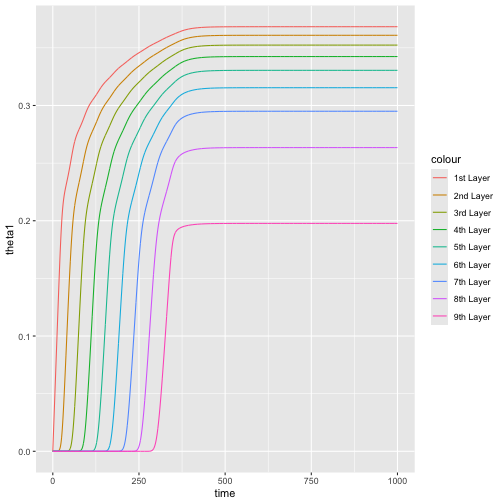 theta1
0.3
0.2
0.1
0.0
0
250
500
750
1000
time
colour
1st Layer
2nd Layer
3rd Layer
4th Layer
5th Layer
6th Layer
7th Layer
8th Layer
9th Layer